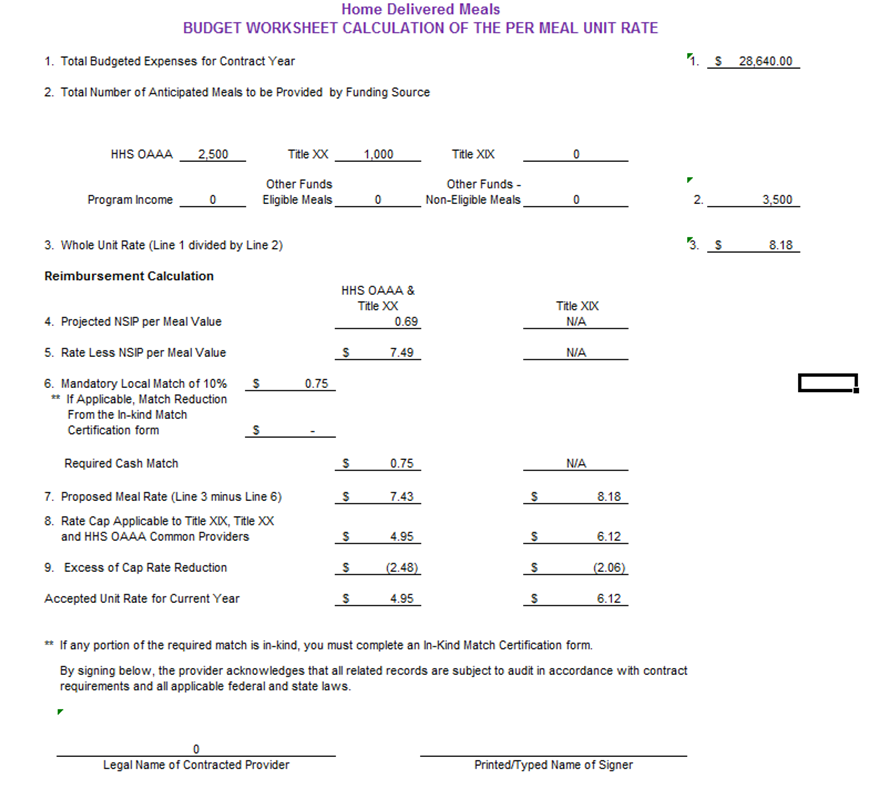 Home Delivered Meals
BUDGET WORKSHEET CALCULATION OF THE PER MEAL UNIT RATE
1. Total Budgeted Expenses for Contract Year 1. $ 28,640.00
2. Total Number of Anticipated Meals to be Provided by Funding Source
HHS OAAA 2,500 Title XX 1,000 Title XIX 0
Other Funds Other Funds -
Program Income 0 Eligible Meals 0 Non-Eligible Meals 0 2. 3,500
3. Whole Unit Rate (Line 1 divided by Line 2) 3. $ 8.18
Reimbursement Calculation
HHS OAAA &
Title XX Title XIX
4. Projected NSIP per Meal Value 0.69 N/A
5. Rate Less NSIP per Meal Value $ 7.49 N/A
6. Mandatory Local Match of 10% $ 0.75
** If Applicable, Match Reduction
From the In-kind Match
Certification form $ -
Required Cash Match $ 0.75 N/A
7. Proposed Meal Rate (Line 3 minus Line 6) $ 7.43 $ 8.18
8. Rate Cap Applicable to Title XIX, Title XX
and HHS OAAA Common Providers $ 4.95 $ 6.12
9. Excess of Cap Rate Reduction $ (2.48) $ (2.06)
Accepted Unit Rate for Current Year $ 4.95 $ 6.12
** If any portion of the required match is in-kind, you must complete an In-Kind Match Certification form.
By signing below, the provider acknowledges that all related records are subject to audit in accordance with contract
requirements and all applicable federal and state laws.
0
Legal Name of Contracted Provider Printed/Typed Name of Signer